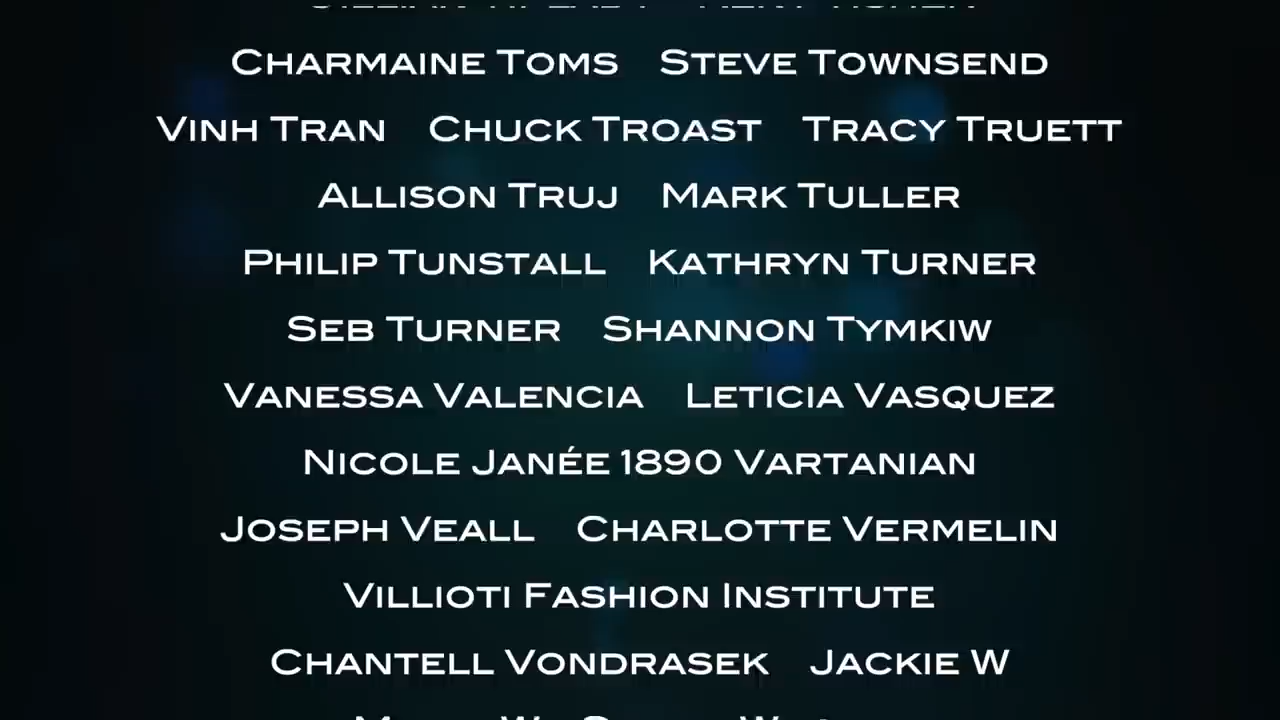 Charmaine Toms Steve Townsend
Vinh Tran Chuck Troast Tracy Truett
Allison Truj Mark Tuller
Philip Tunstall Kathryn Turner
Seb Turner Shannon Tymkiw
Vanessa Valencia Leticia Vasquez
Nicole Janée 1890 Vartanian
Joseph Veall Charlotte Vermelin
Villioti Fashion Institute
Chantell Vondrasek Jackie W